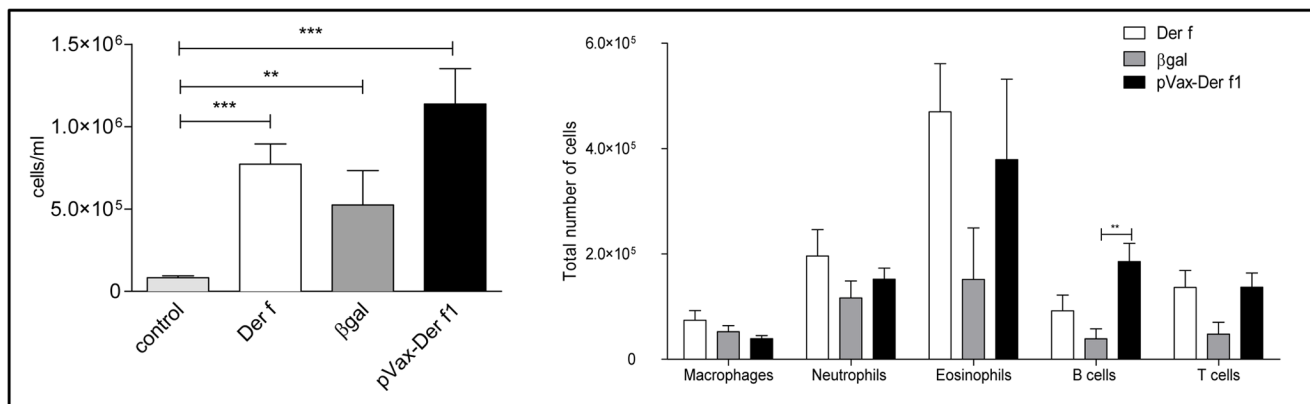 cells/ml
1.5×10⁶
1.0×10⁶
5.0×10⁵
0
***
**
***
control
Der f
βgal
pVax-Der f1
Total number of cells
6.0×10⁵
4.0×10⁵
2.0×10⁵
0
Der f
βgal
pVax-Der f1
**
Macrophages
Neutrophils
Eosinophils
B cells
T cells